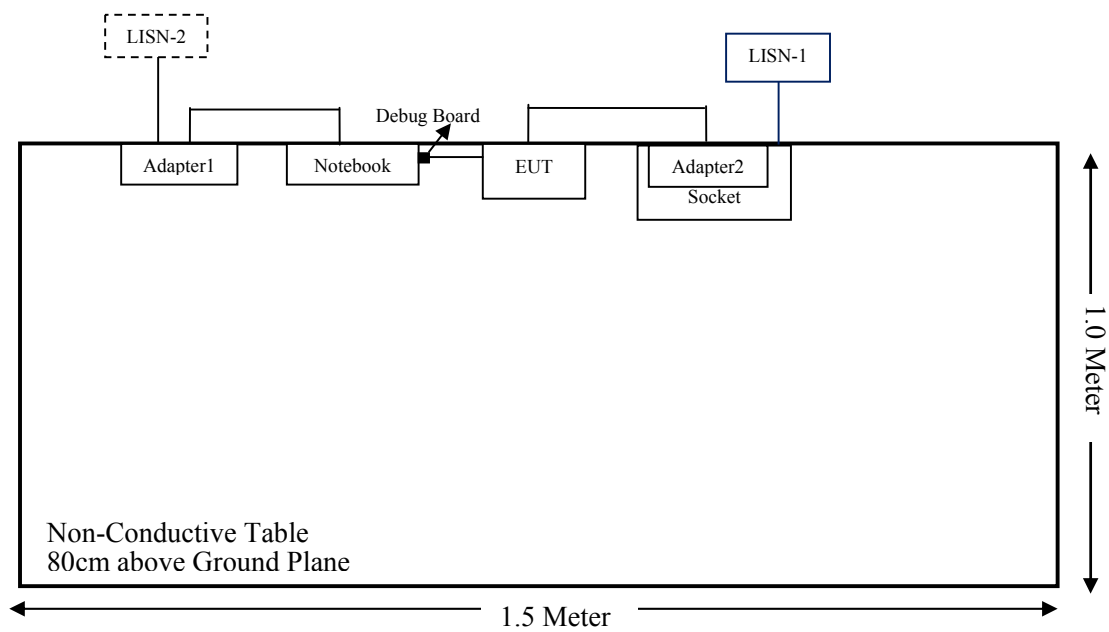 LISN-2
LISN-1
Debug Board
Adapter1
Notebook
EUT
Adapter2
Socket
1.0 Meter
Non-Conductive Table
80cm above Ground Plane
1.5 Meter